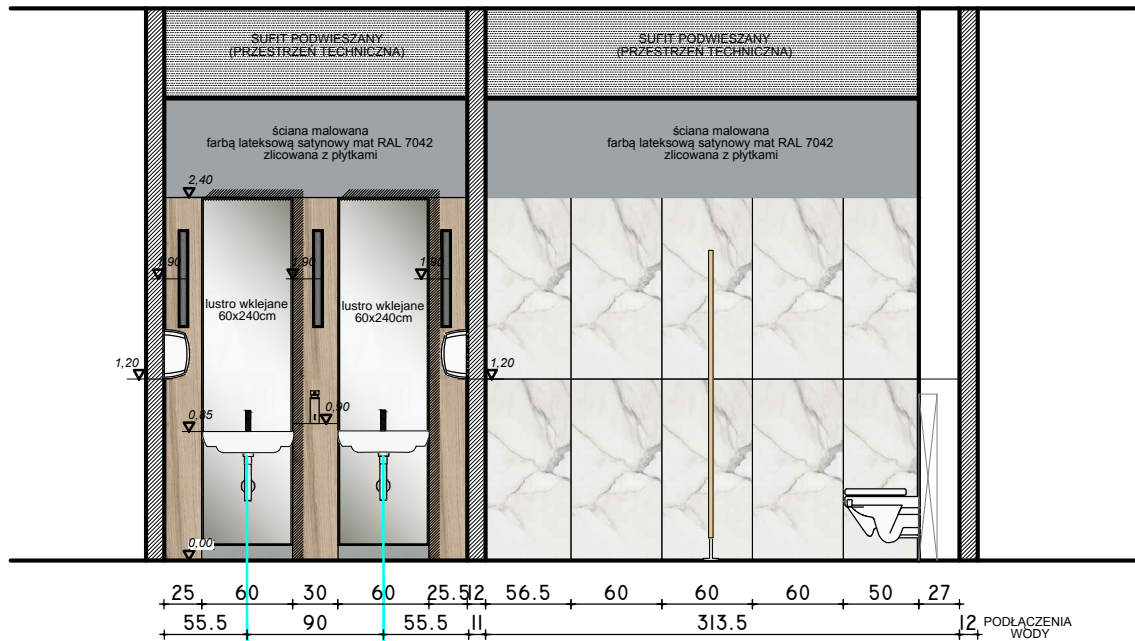 SUFIT PODWIESZANY
(PRZESTRZEŃ TECHNICZNA)
SUFIT PODWIESZANY
(PRZESTRZEŃ TECHNICZNA)
ściana malowana
farbą lateksową satynowy mat RAL 7042
zlicowana z płytkami
ściana malowana
farbą lateksową satynowy mat RAL 7042
zlicowana z płytkami
2,40
1,90
1,90
1,90
lustro wklejane
60x240cm
lustro wklejane
60x240cm
1,20
1,20
0,85
0,90
0,00
25 60 30 60 25.5 12 56.5 60 60 60 50 27
55.5 90 55.5 11 313.5 12
PODŁĄCZENIA
WODY